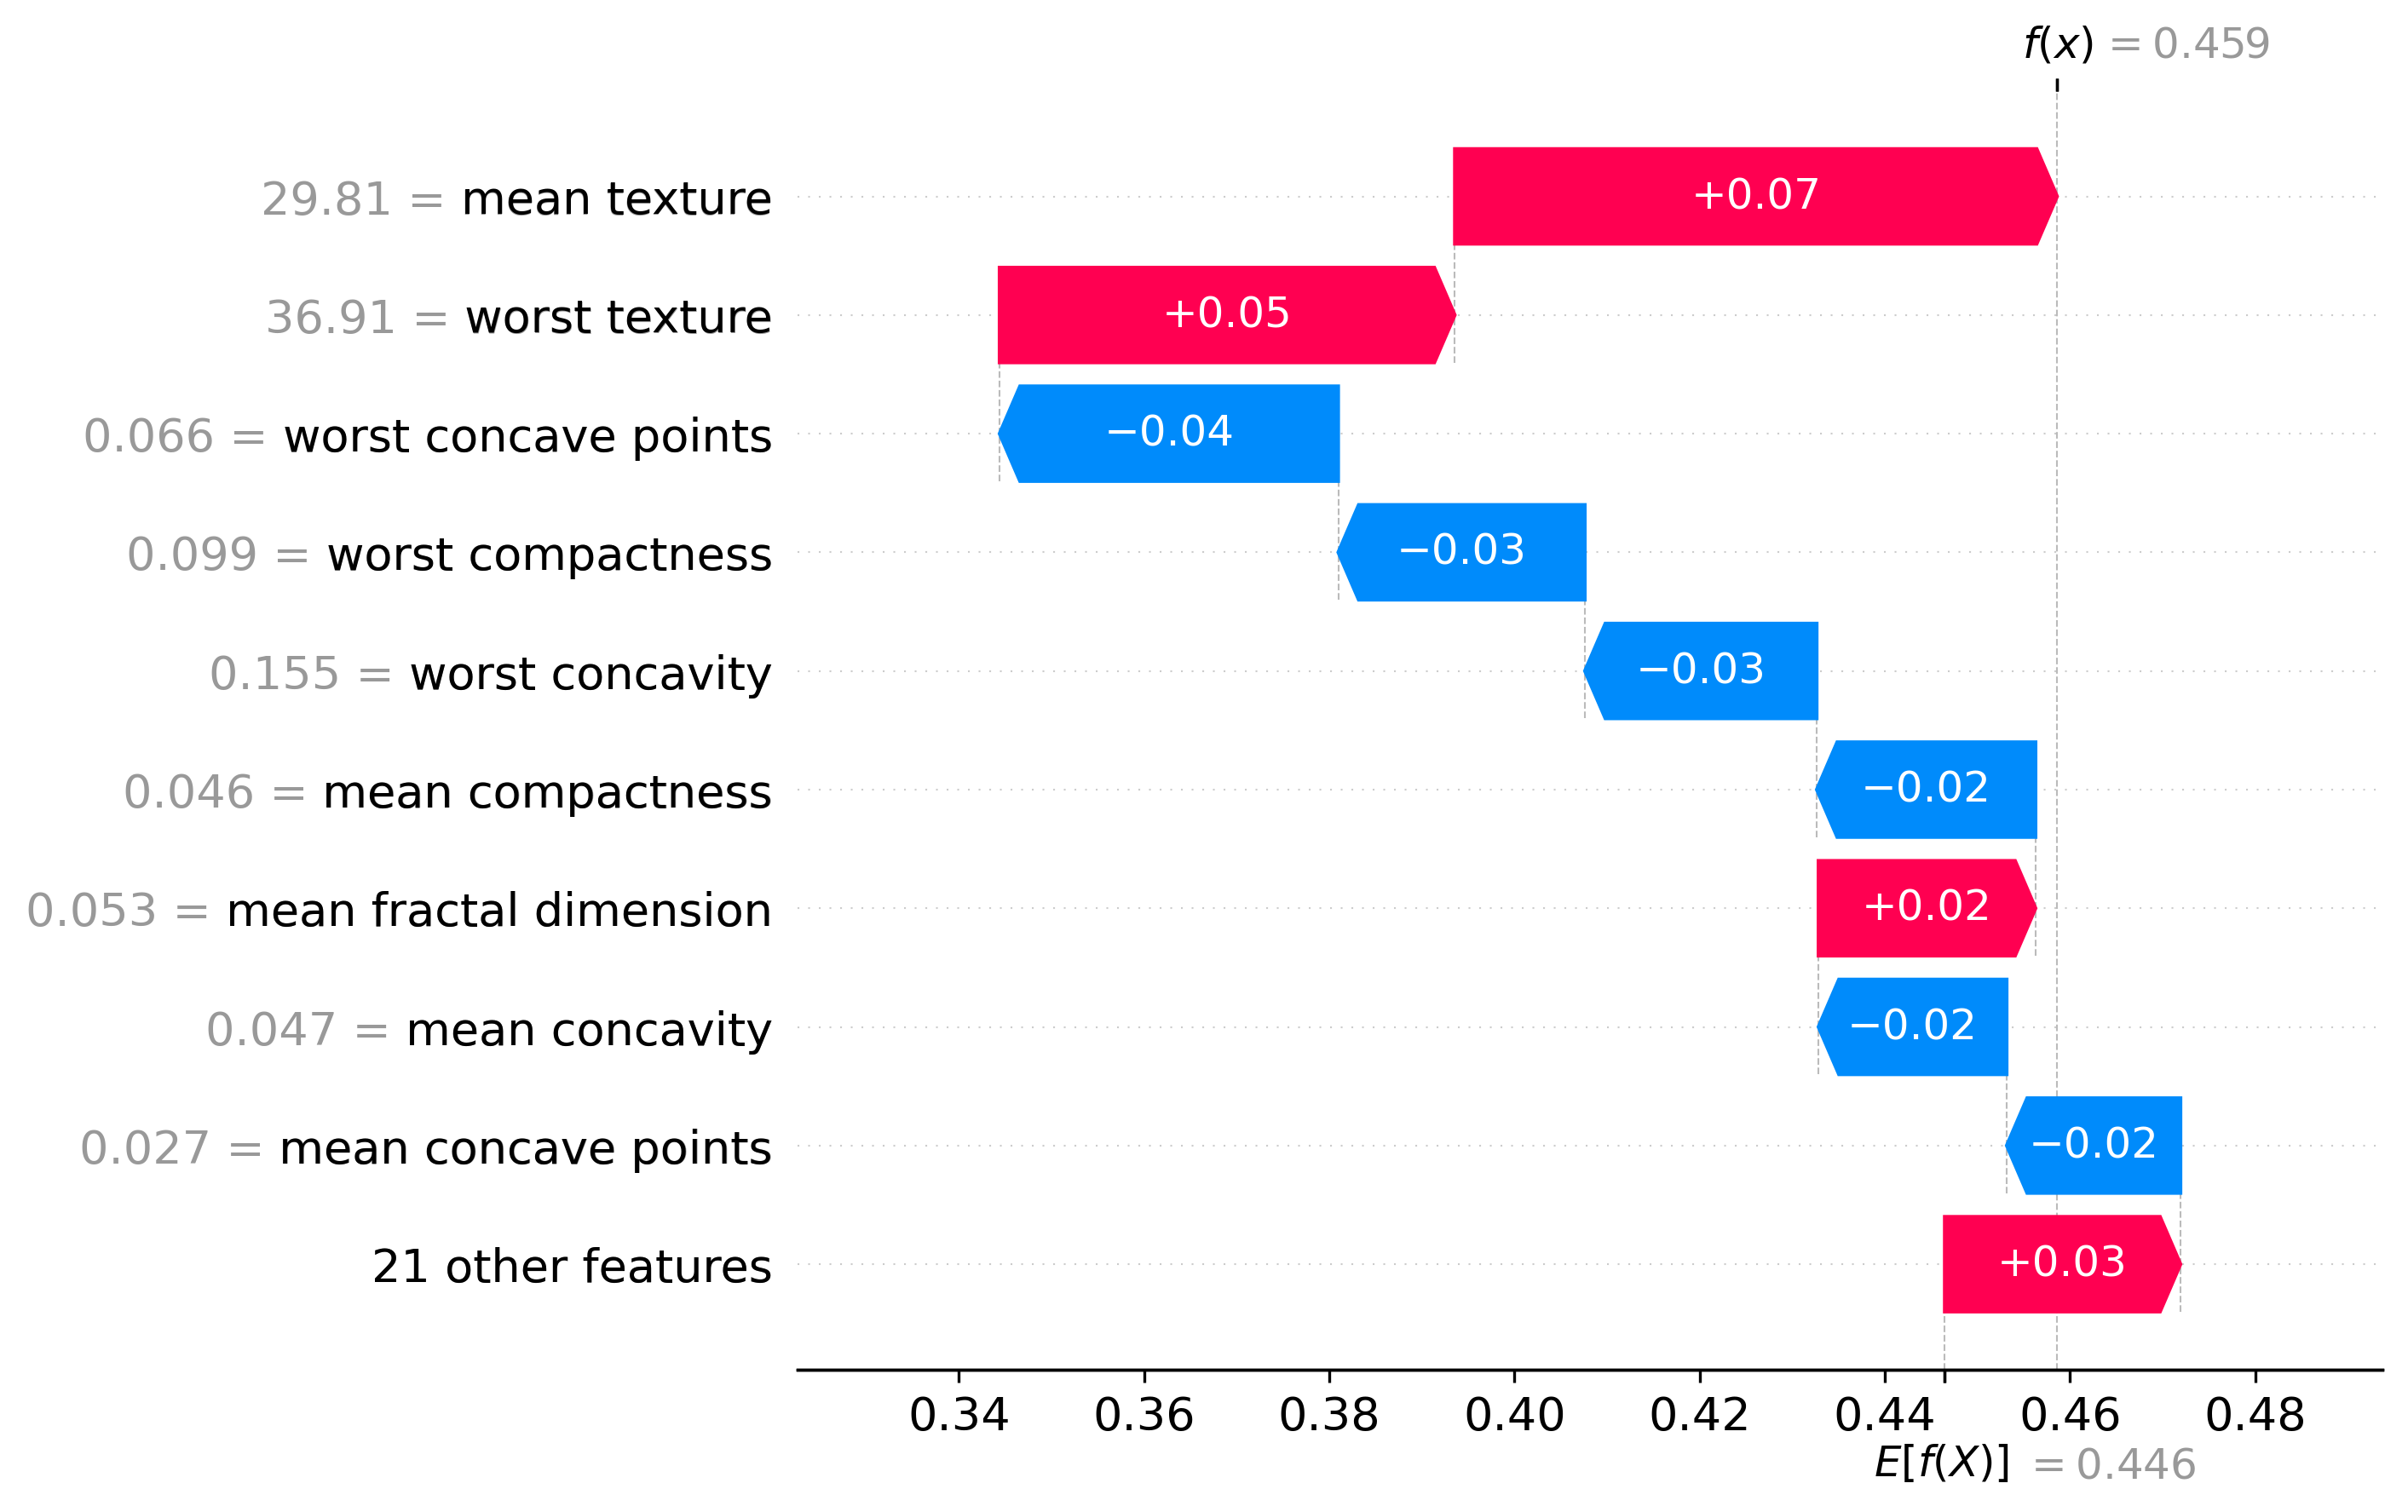 f(x) = 0.459
29.81 = mean texture
+0.07
36.91 = worst texture
+0.05
0.066 = worst concave points
−0.04
0.099 = worst compactness
−0.03
0.155 = worst concavity
−0.03
0.046 = mean compactness
−0.02
0.053 = mean fractal dimension
+0.02
0.047 = mean concavity
−0.02
0.027 = mean concave points
−0.02
21 other features
+0.03
0.34 0.36 0.38 0.40 0.42 0.44 0.46 0.48
E[f(X)] = 0.446